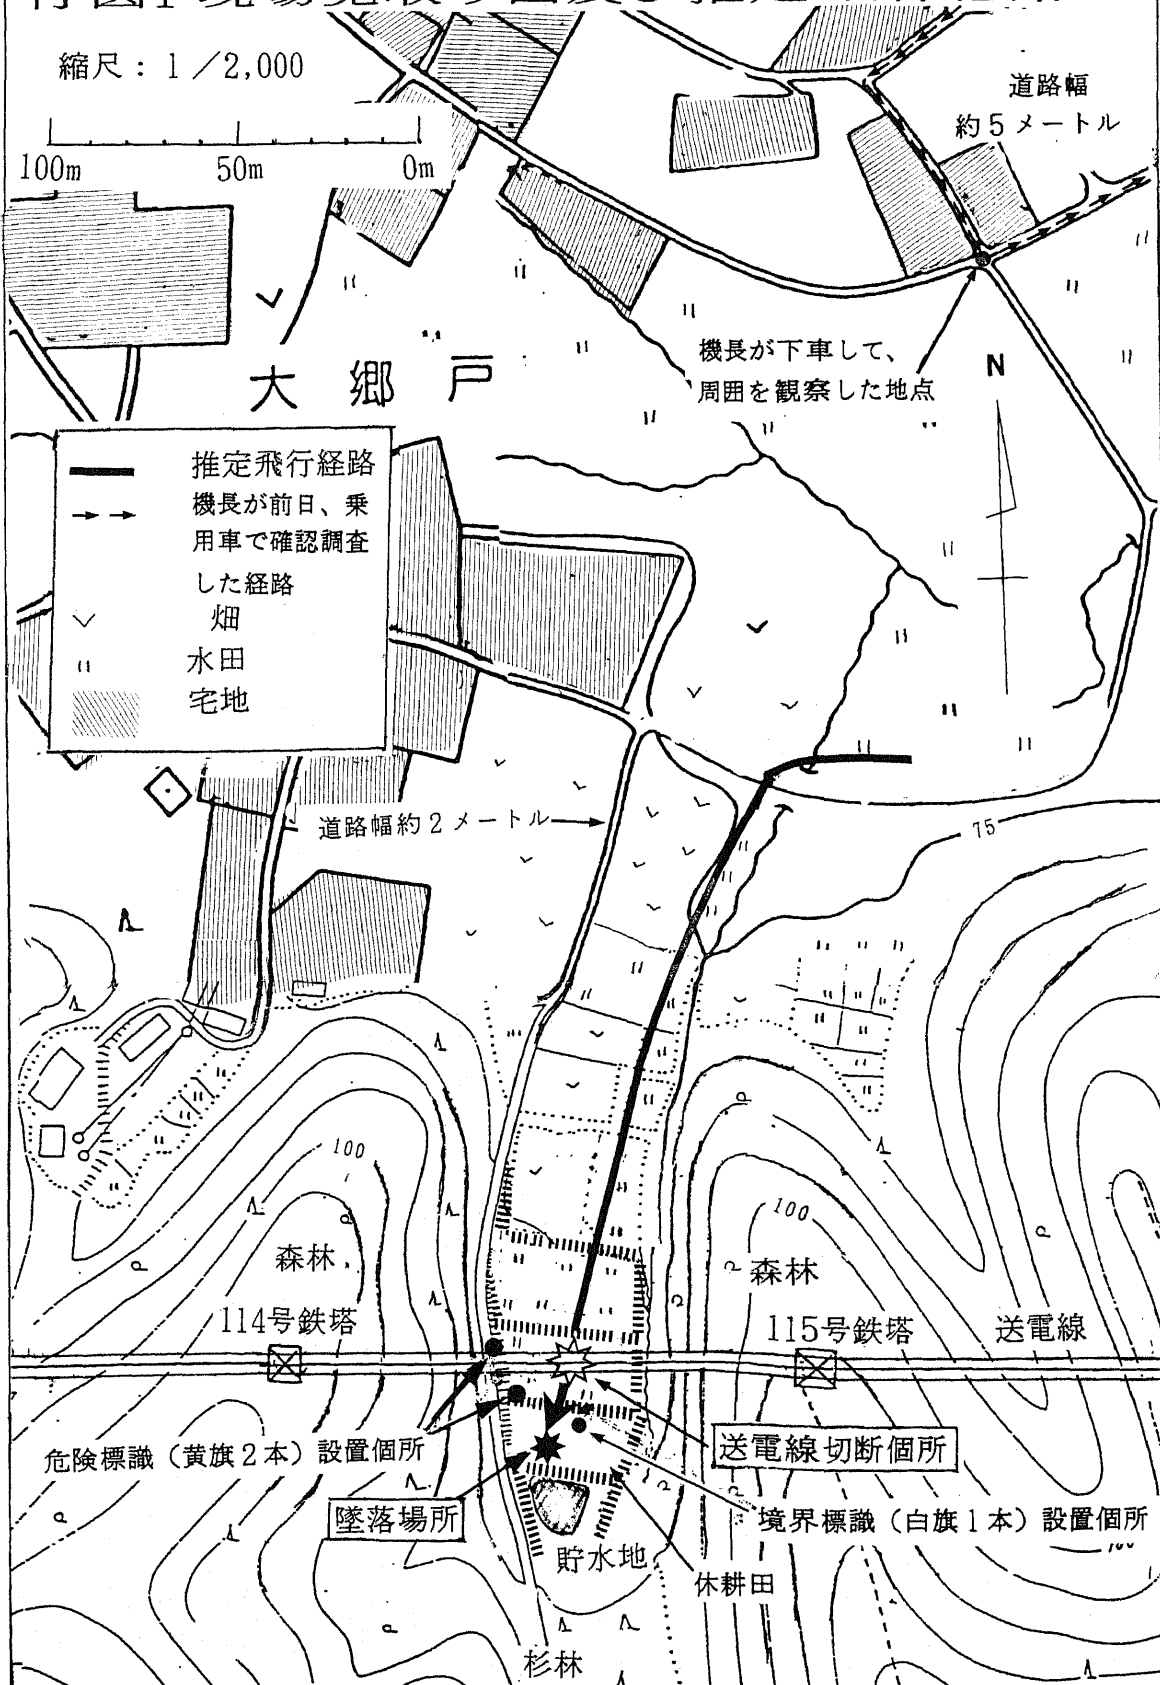 縮尺：1／2,000
100m 50m 0m
道路幅
約5メートル
機長が下車して、
周囲を観察した地点
N
大郷戸
推定飛行経路
機長が前日、乗
用車で確認調査
した経路
畑
水田
宅地
道路幅約2メートル
75
100
100
森林
森林
114号鉄塔
115号鉄塔
送電線
危険標識（黄旗2本）設置個所
送電線切断個所
墜落場所
境界標識（白旗1本）設置個所
貯水地
休耕田
杉林